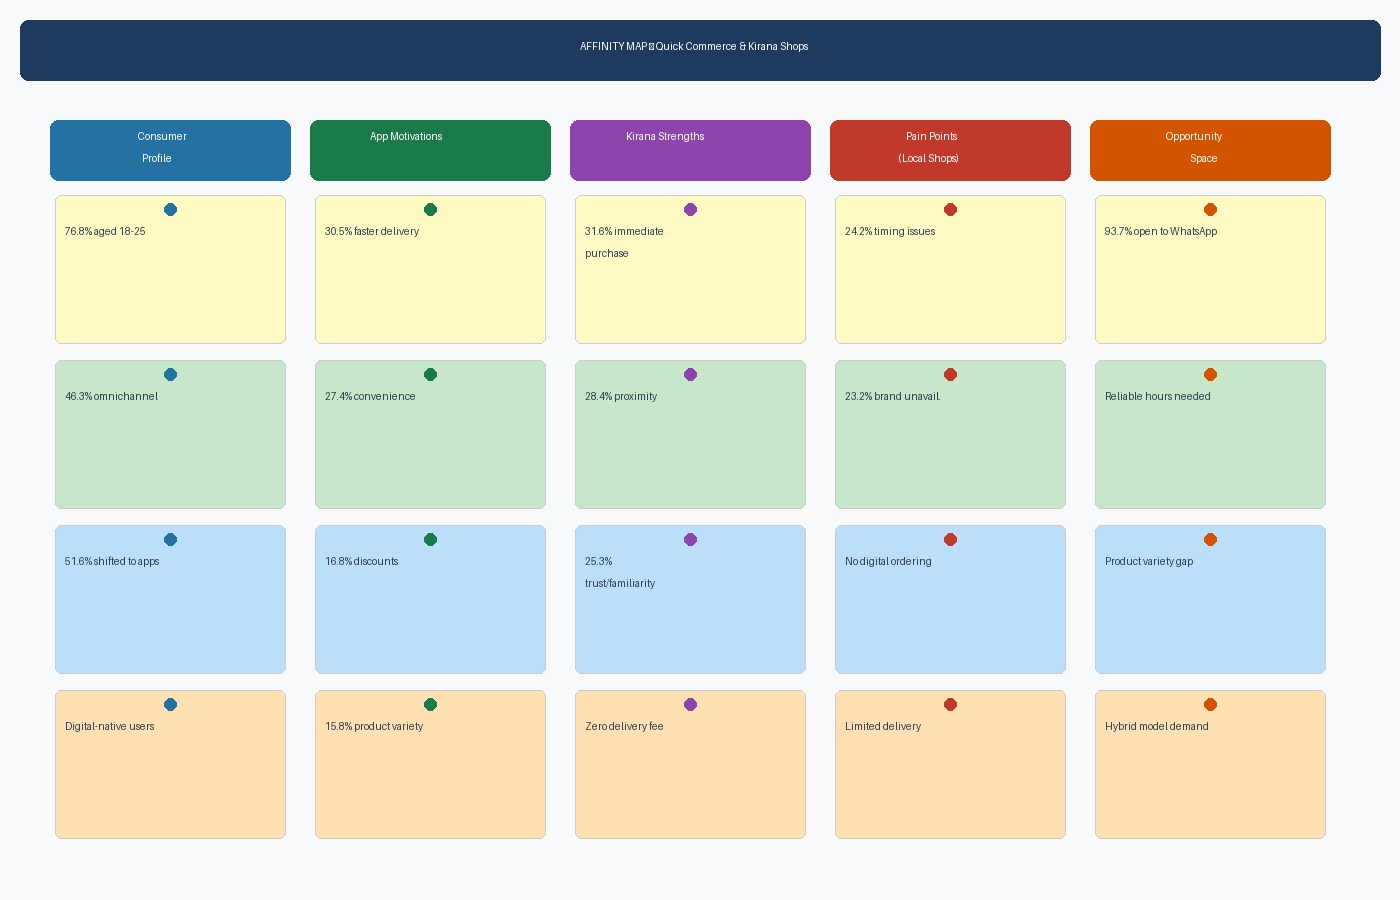 AFFINITY MAP▯Quick Commerce & Kirana Shops
Consumer
Profile
App Motivations
Kirana Strengths
Pain Points
(Local Shops)
Opportunity
Space
76.8% aged 18-25
30.5% faster delivery
31.6% immediate
purchase
24.2% timing issues
93.7% open to WhatsApp
46.3% omnichannel
27.4% convenience
28.4% proximity
23.2% brand unavail.
Reliable hours needed
51.6% shifted to apps
16.8% discounts
25.3%
trust/familiarity
No digital ordering
Product variety gap
Digital-native users
15.8% product variety
Zero delivery fee
Limited delivery
Hybrid model demand